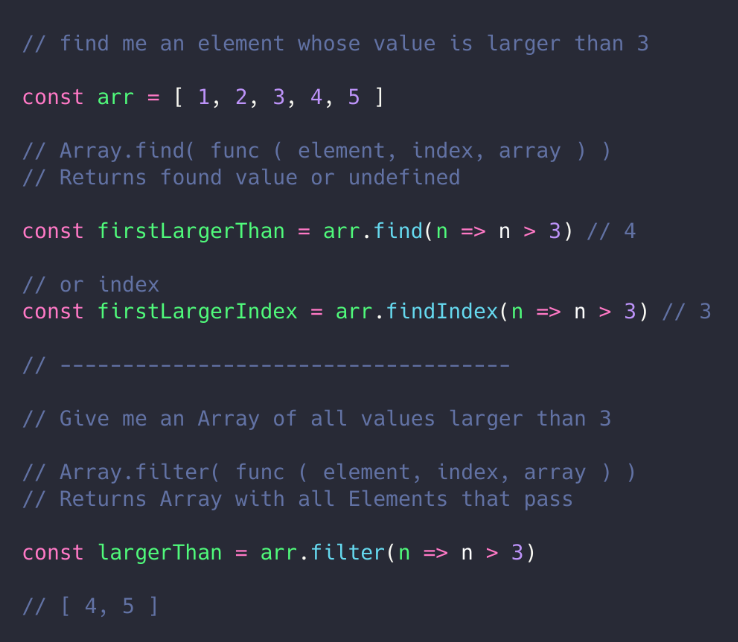 // find me an element whose value is larger than 3
const arr = [ 1, 2, 3, 4, 5 ]
// Array.find( func ( element, index, array ) )
// Returns found value or undefined
const firstLargerThan = arr.find(n => n > 3) // 4
// or index
const firstLargerIndex = arr.findIndex(n => n > 3) // 3
// ------------------------------------
// Give me an Array of all values larger than 3
// Array.filter( func ( element, index, array ) )
// Returns Array with all Elements that pass
const largerThan = arr.filter(n => n > 3)
// [ 4, 5 ]